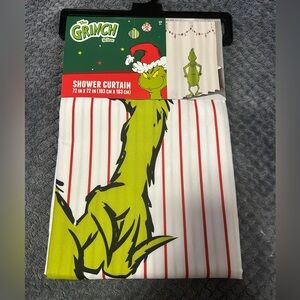 THE
GRINCH
SHOWER CURTAIN
72 IN X 72 IN (183 CM X 183 CM)